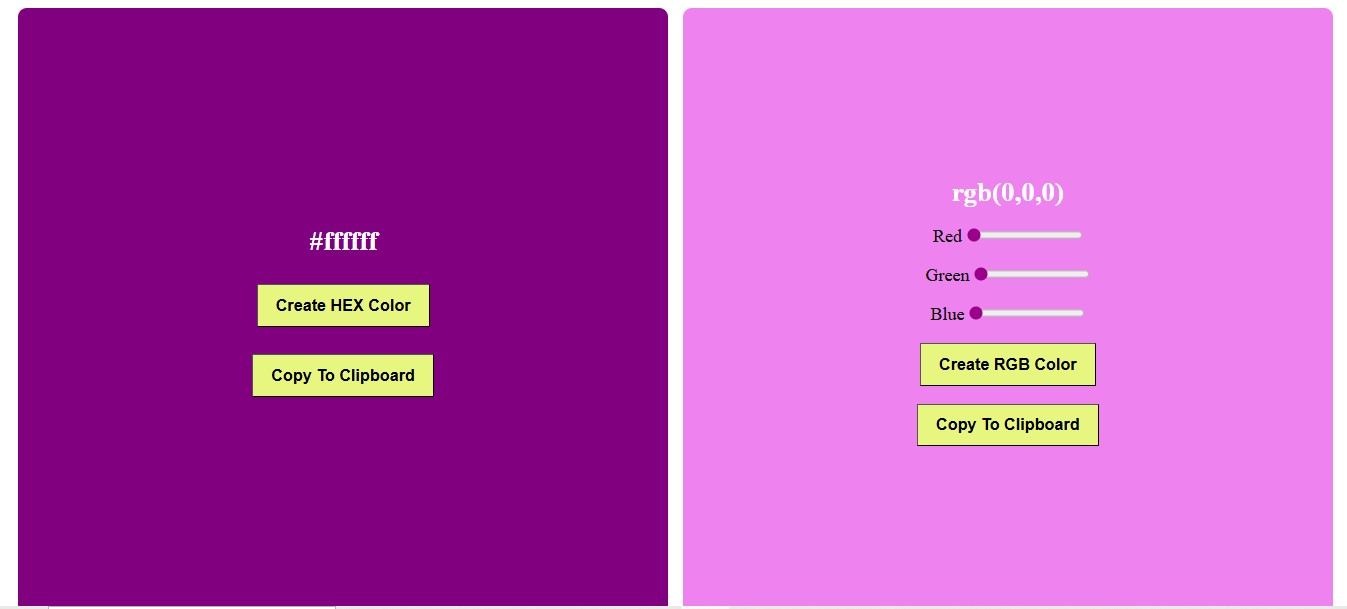 #ffffff
Create HEX Color
Copy To Clipboard
rgb(0,0,0)
Red
Green
Blue
Create RGB Color
Copy To Clipboard